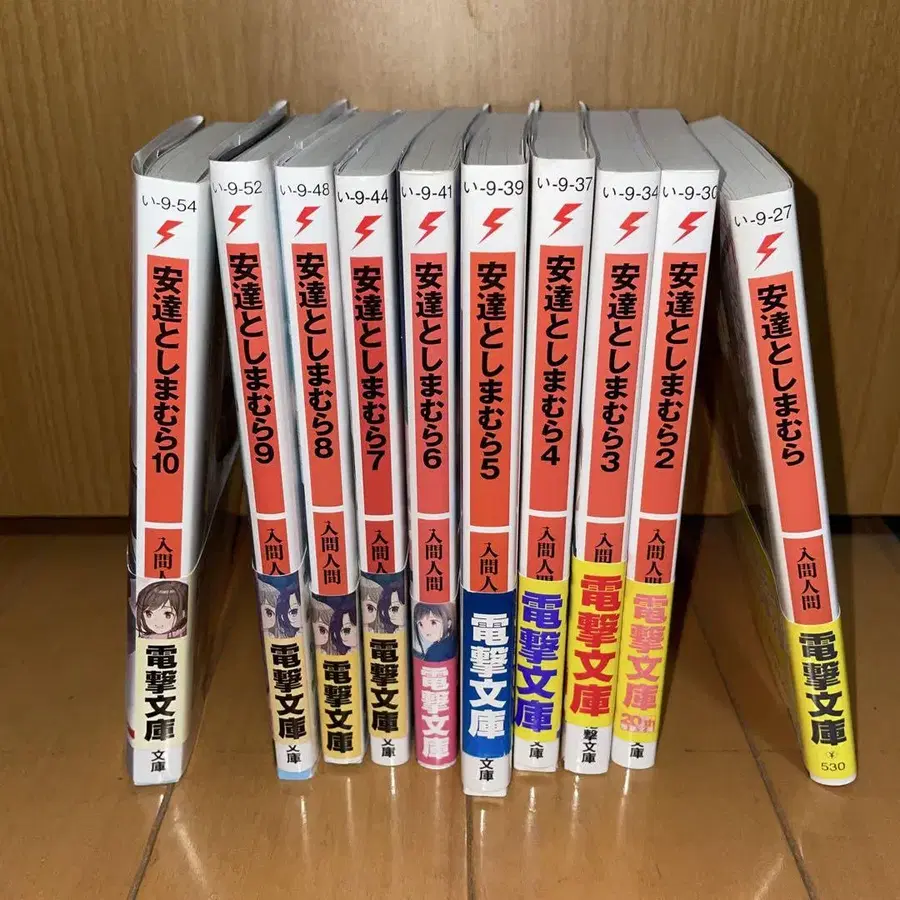 い-9-54
安達としまむら10
入間人間
電撃文庫
文庫
い-9-52
安達としまむら9
入間人
電撃文庫
文庫
い-9-48
安達としまむら8
入間人間
電撃文庫
い-9-44
安達としまむら7
入間人間
電撃文庫
文庫
い-9-41
安達としまむら6
入間人間
電撃文庫
い-9-39
安達としまむら5
入間人
電撃文庫
文庫
い-9-37
安達としまむら4
入間人
電撃文庫
文庫
い-9-34
安達としまむら3
入間人
電撃文庫
撃文庫
い-9-30
安達としまむら2
入間人
電撃文庫
20th
文庫
い-9-27
安達としまむら
入間人間
電撃文庫
¥
530